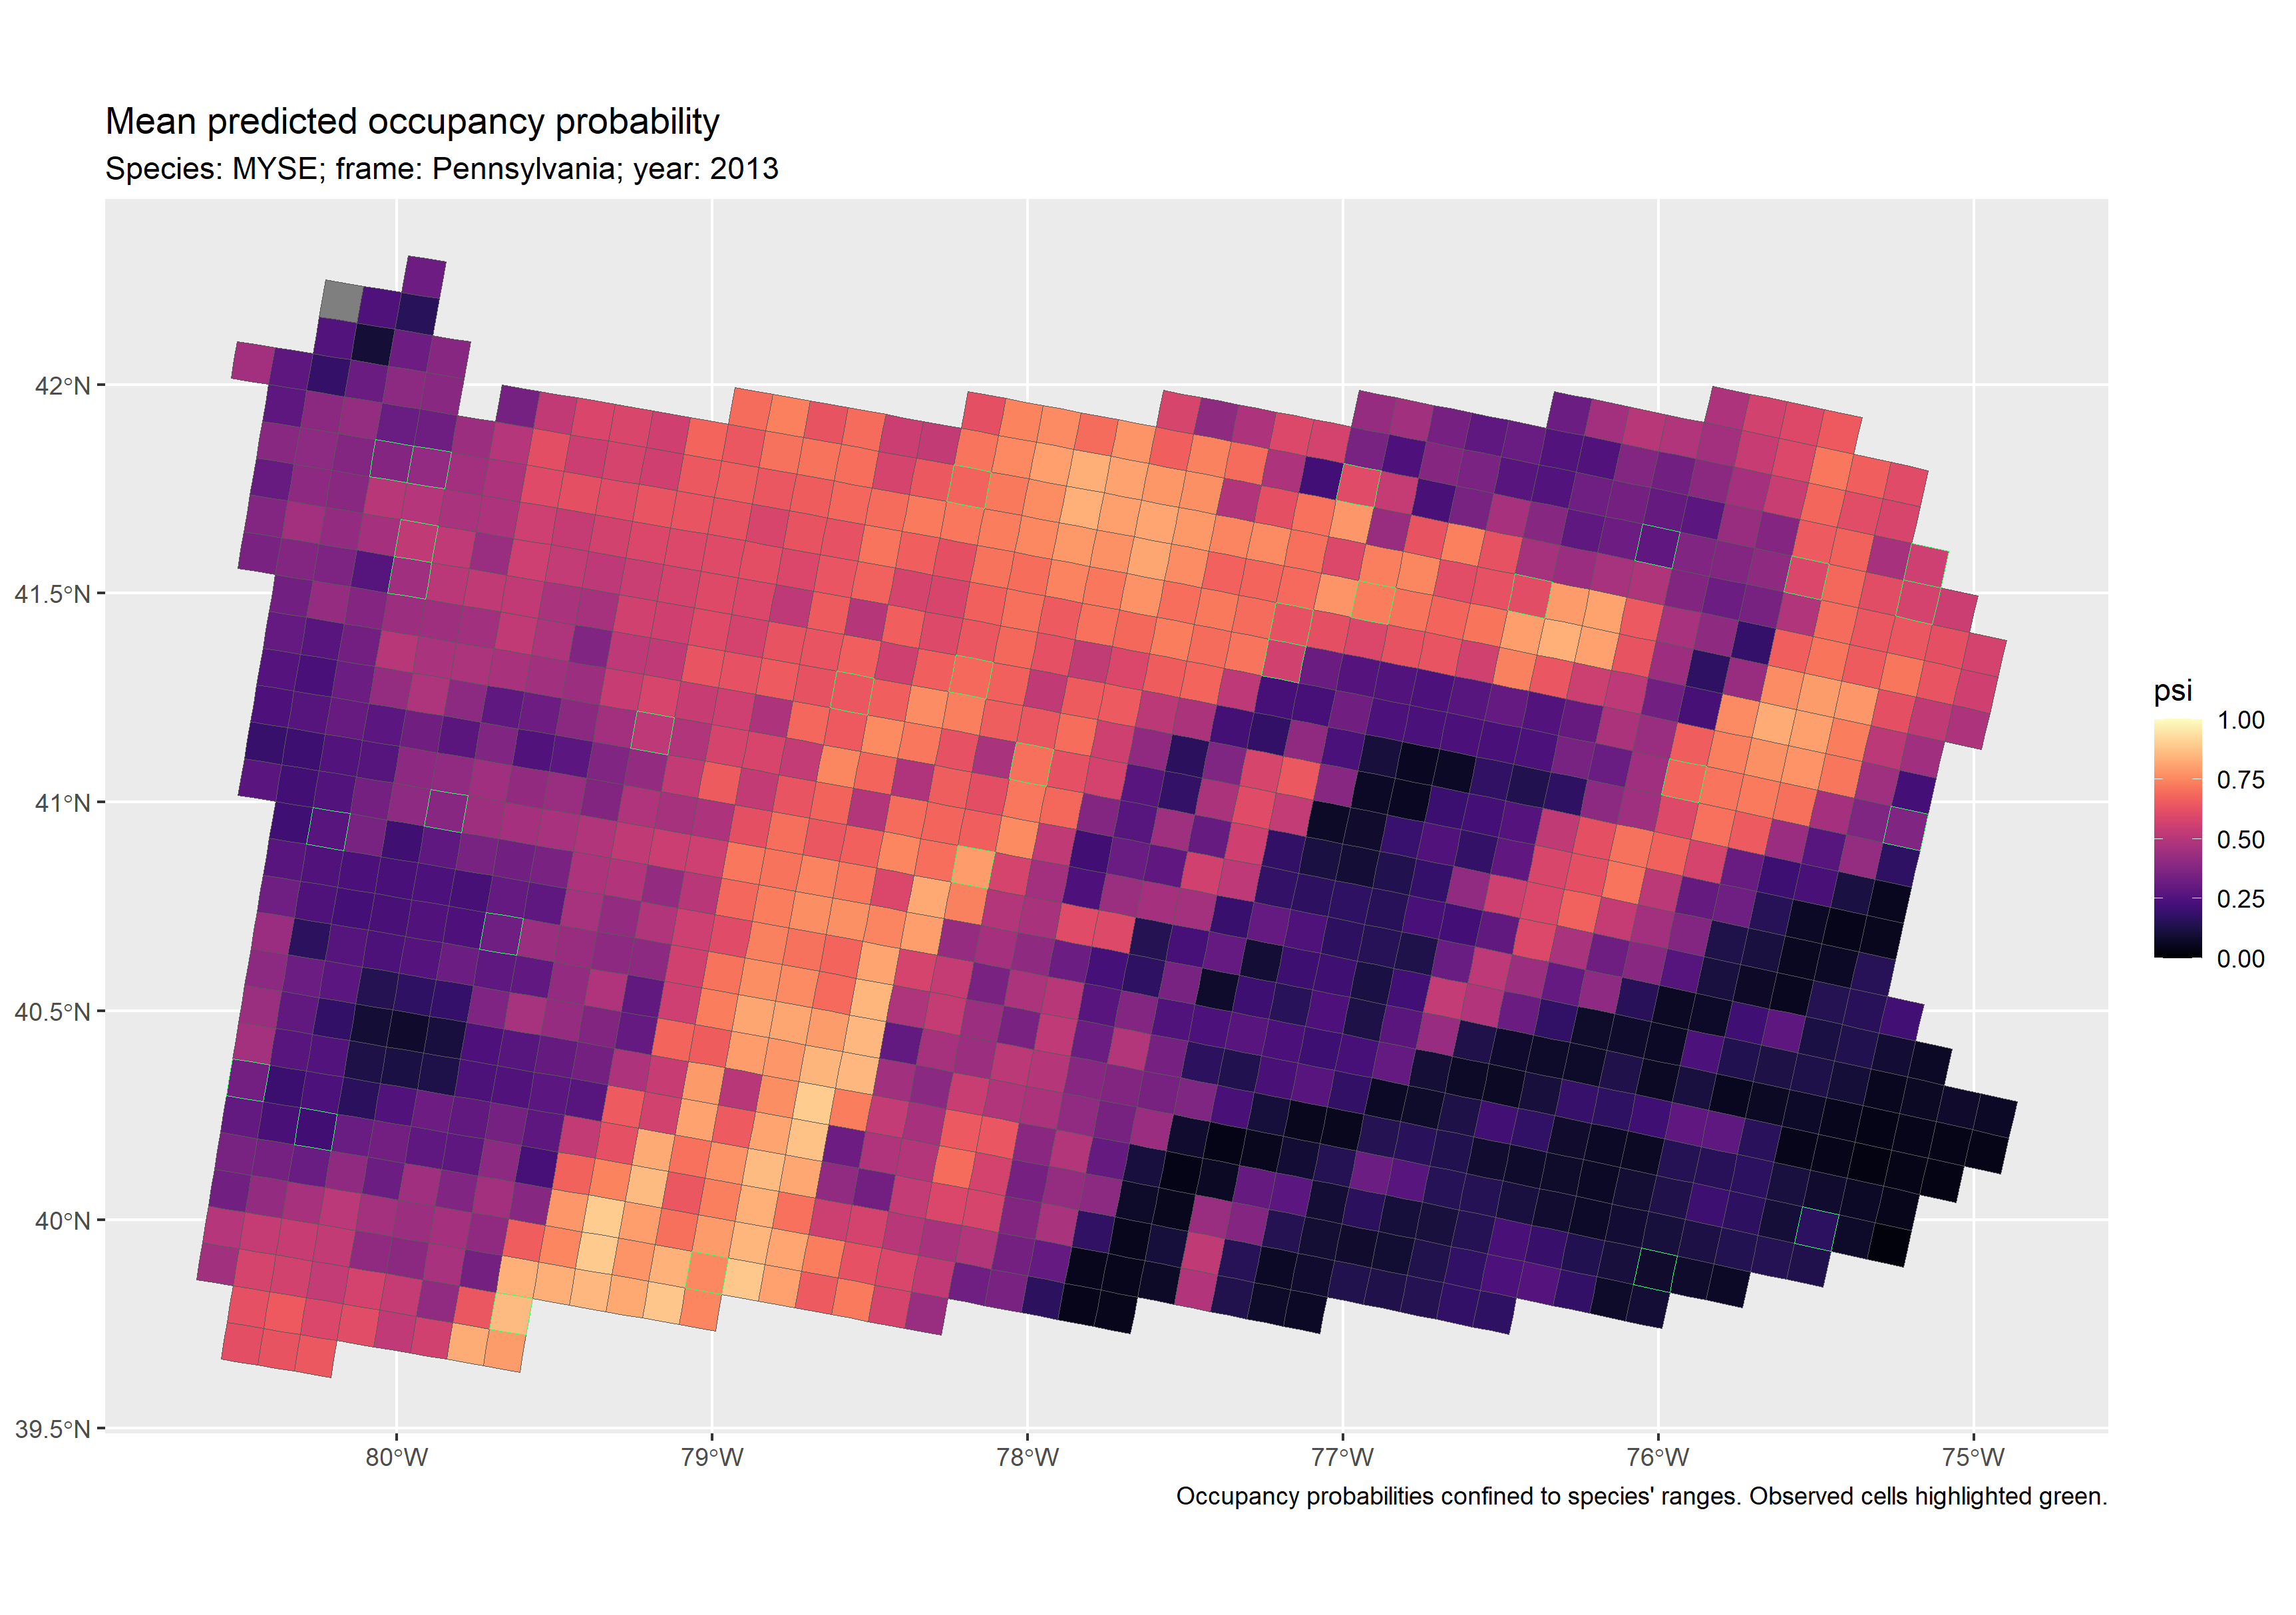 Mean predicted occupancy probability
Species: MYSE; frame: Pennsylvania; year: 2013
42°N
41.5°N
41°N
40.5°N
40°N
39.5°N
80°W
79°W
78°W
77°W
76°W
75°W
psi
1.00
0.75
0.50
0.25
0.00
Occupancy probabilities confined to species' ranges. Observed cells highlighted green.